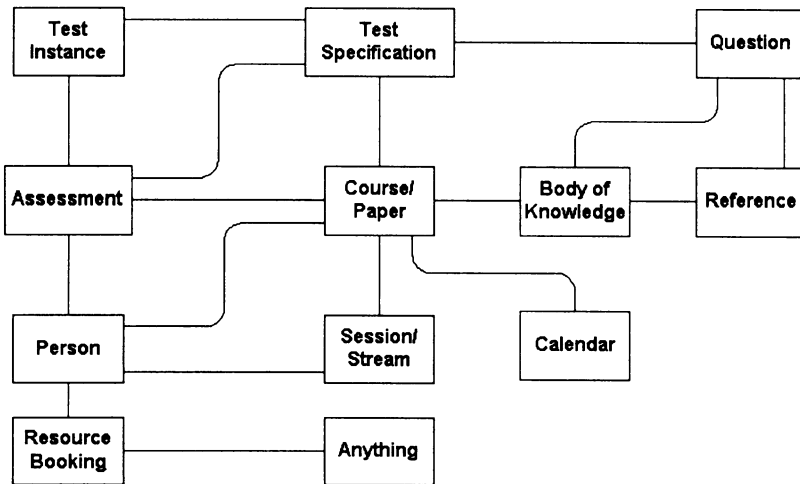 Test
Instance
Test
Specification
Question
Assessment
Course/
Paper
Body of
Knowledge
Reference
Person
Session/
Stream
Calendar
Resource
Booking
Anything